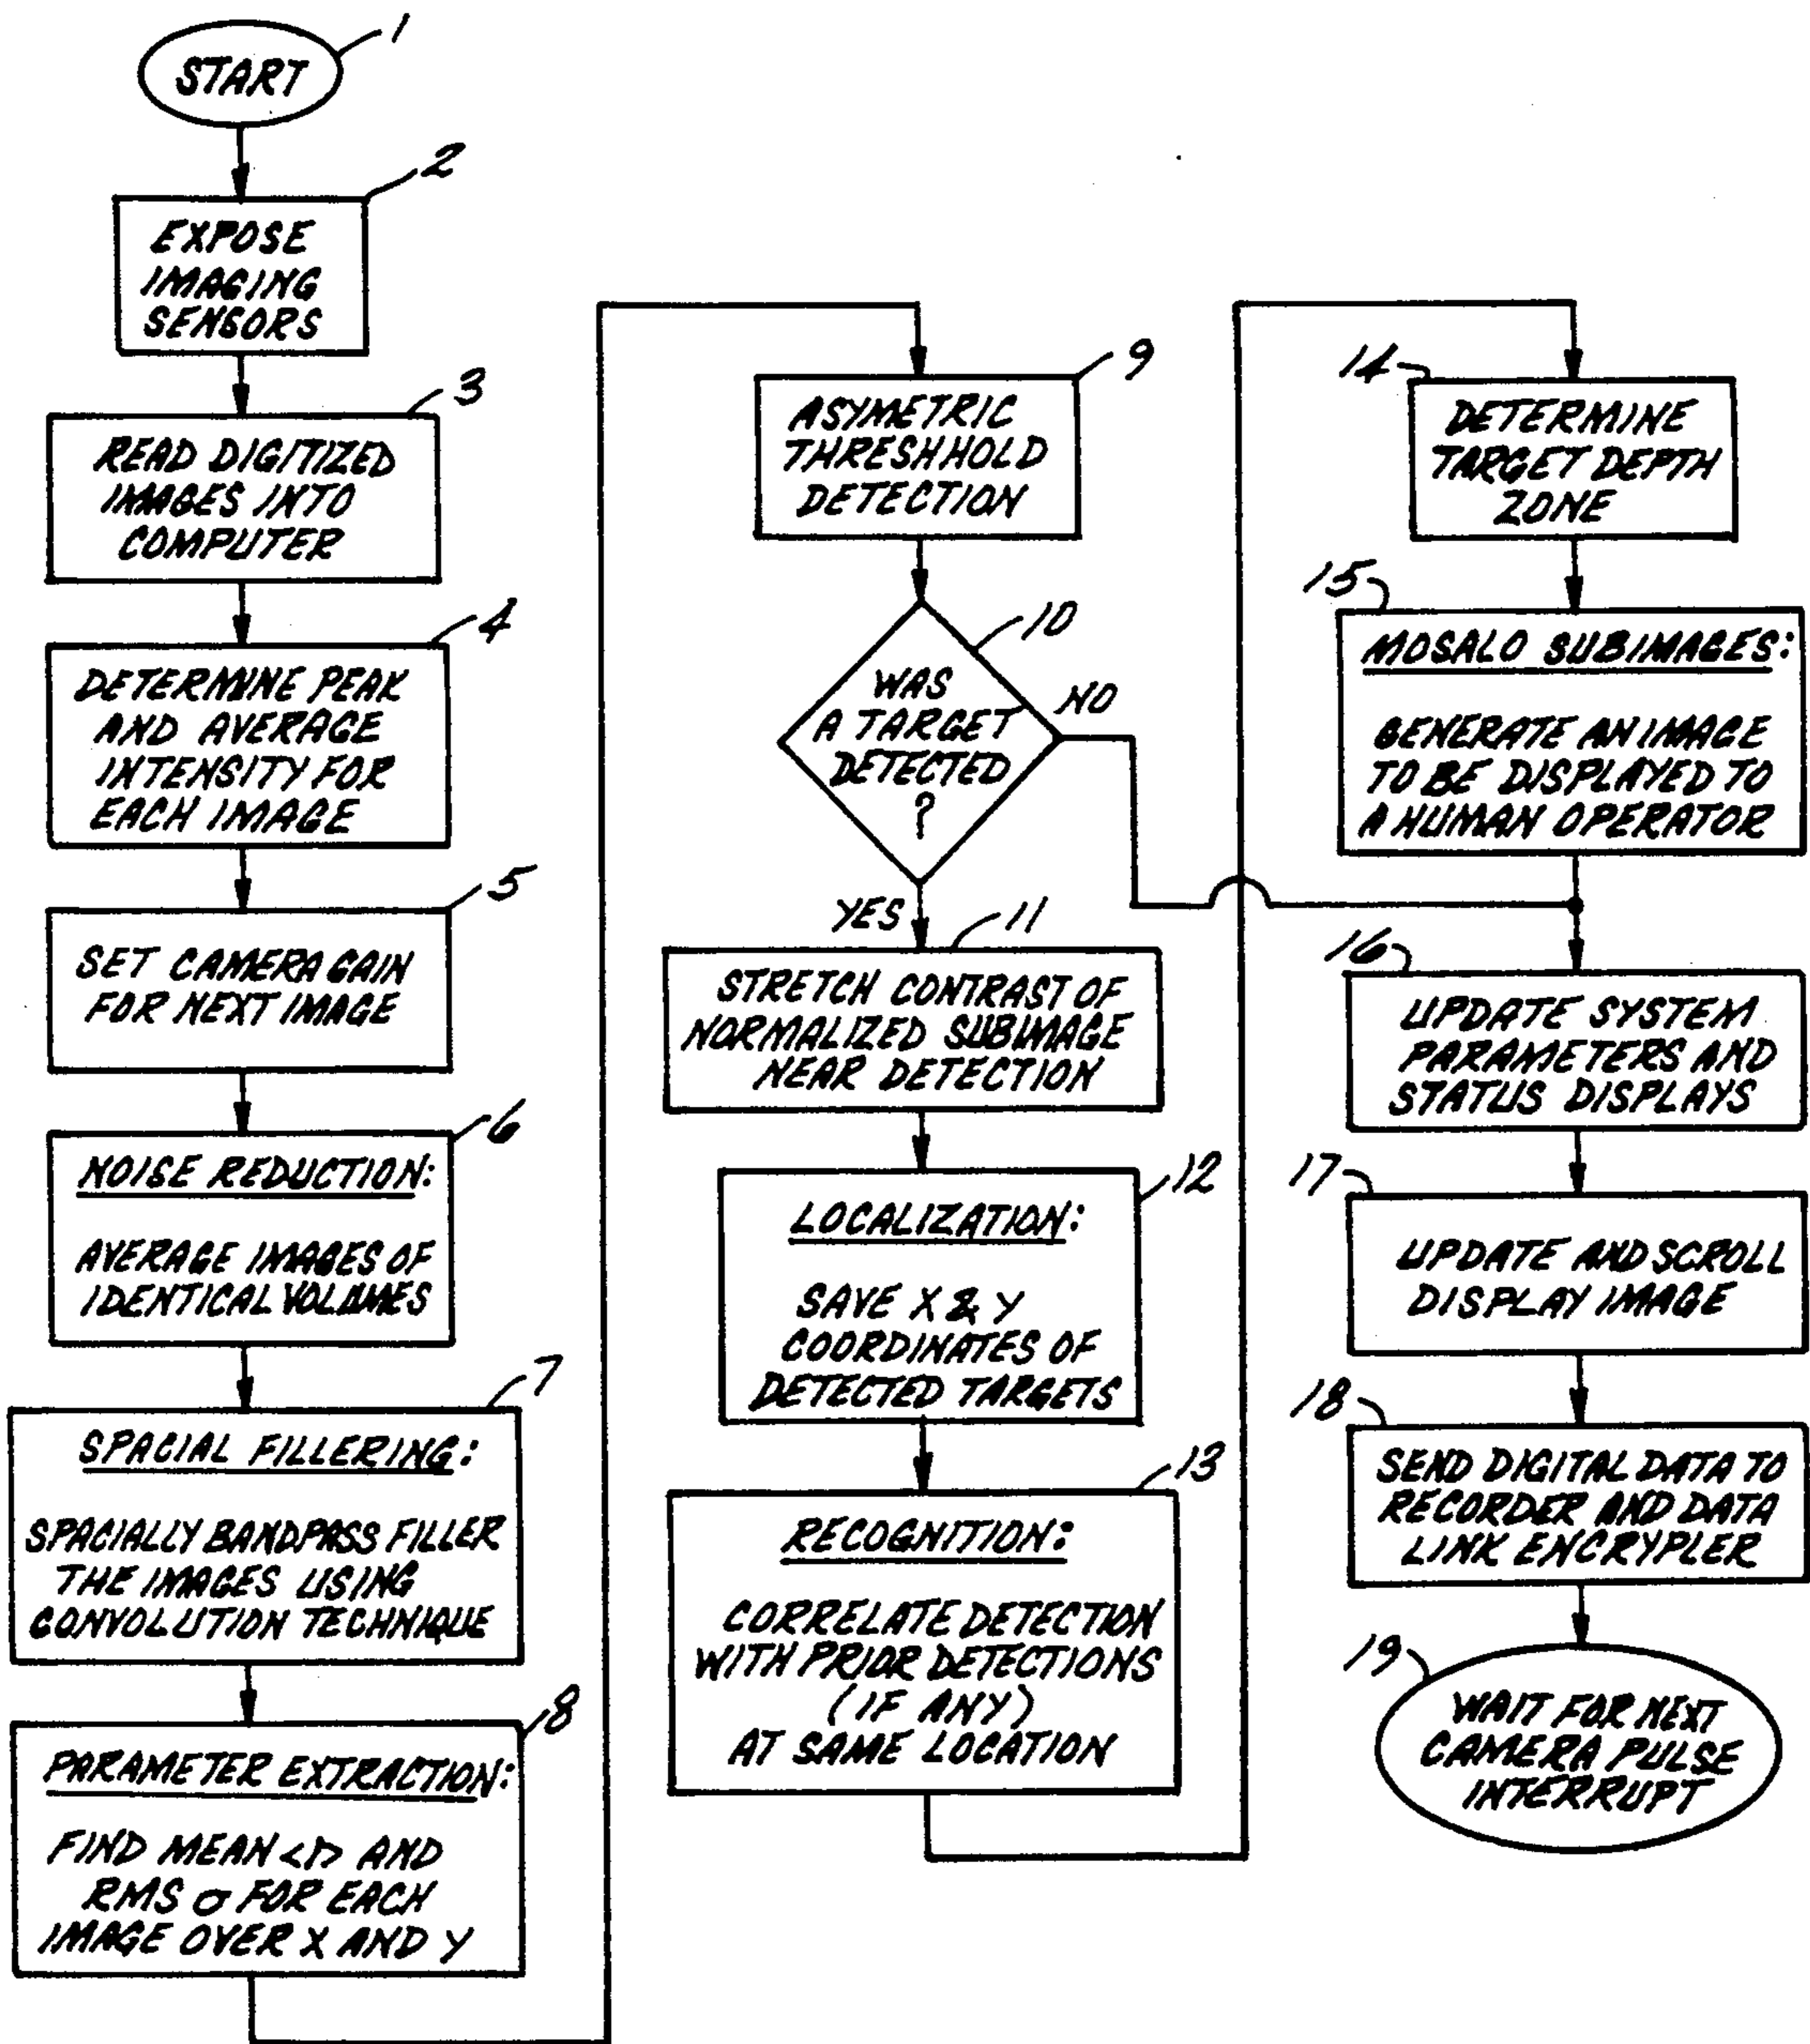 1
START
2
EXPOSE
IMAGING
SENSORS
3
READ DIGITIZED
IMAGES INTO
COMPUTER
4
DETERMINE PEAK
AND AVERAGE
INTENSITY FOR
EACH IMAGE
5
SET CAMERA GAIN
FOR NEXT IMAGE
6
NOISE REDUCTION:
AVERAGE IMAGES OF
IDENTICAL VOLUMES
7
SPACIAL FILLERING:
SPACIALLY BANDPASS FILLER
THE IMAGES USING
CONVOLUTION TECHNIQUE
8
PARAMETER EXTRACTION:
FIND MEAN <I> AND
RMS σ FOR EACH
IMAGE OVER X AND Y
9
ASYMETRIC
THRESHHOLD
DETECTION
10
WAS
A TARGET
DETECTED
?
NO
YES
11
STRETCH CONTRAST OF
NORMALIZED SUBIMAGE
NEAR DETECTION
12
LOCALIZATION:
SAVE X & Y
COORDINATES OF
DETECTED TARGETS
13
RECOGNITION:
CORRELATE DETECTION
WITH PRIOR DETECTIONS
(IF ANY)
AT SAME LOCATION
14
DETERMINE
TARGET DEPTH
ZONE
15
MOSALO SUBIMAGES:
GENERATE AN IMAGE
TO BE DISPLAYED TO
A HUMAN OPERATOR
16
UPDATE SYSTEM
PARAMETERS AND
STATUS DISPLAYS
17
UPDATE AND SCROLL
DISPLAY IMAGE
18
SEND DIGITAL DATA TO
RECORDER AND DATA
LINK ENCRYPLER
19
WAIT FOR NEXT
CAMERA PULSE
INTERRUPT